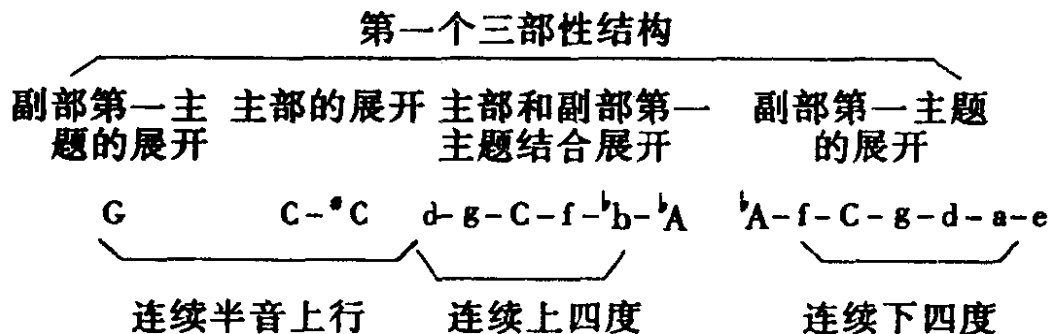 第一个三部性结构
副部第一主 主部的展开 主部和副部第一 副部第一主题
题的展开 主题结合展开 的展开
G C-#C d-g-C-f-♭b-♭A ♭A-f-C-g-d-a-e
连续半音上行 连续上四度 连续下四度